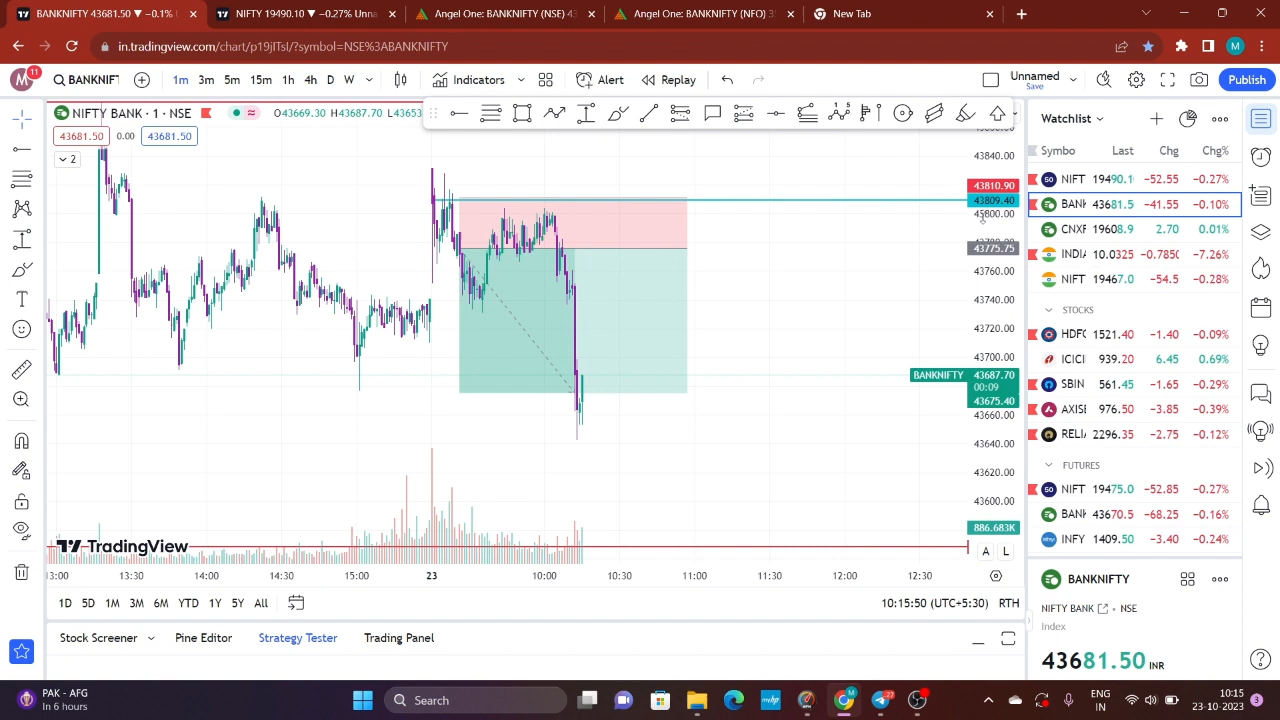 BANKNIFTY 43681.50 ▼ −0.1% U
NIFTY 19490.10 ▼ −0.27% Unna
Angel One: BANKNIFTY (NSE) 43
Angel One: BANKNIFTY (NFO) 35
New Tab
in.tradingview.com/chart/p19jITsI/?symbol=NSE%3ABANKNIFTY
M
M
11
BANKNIFT
1m 3m 5m 15m 1h 4h D W
Indicators
Alert
Replay
Unnamed
Save
Publish
NIFTY BANK · 1 · NSE
O43669.30 H43687.70 L43653
43681.50 0.00 43681.50
2
43840.00
43810.90
43809.40
43800.00
43775.75
43760.00
43740.00
43720.00
43700.00
BANKNIFTY 43687.70
00:09
43675.40
43660.00
43640.00
43620.00
43600.00
886.683K
TradingView
A L
13:00 13:30 14:00 14:30 15:00 23 10:00 10:30 11:00 11:30 12:00 12:30
1D 5D 1M 3M 6M YTD 1Y 5Y All
10:15:50 (UTC+5:30) RTH
Stock Screener
Pine Editor
Strategy Tester
Trading Panel
Watchlist
Symbo Last Chg Chg%
50 NIFT 19490.1 −52.55 −0.27%
BANK 43681.5 −41.55 −0.10%
CNXF 19608.9 2.70 0.01%
INDIA 10.0325 −0.7850 −7.26%
NIFT 19467.0 −54.5 −0.28%
STOCKS
HDFC 1521.40 −1.40 −0.09%
ICICI 939.20 6.45 0.69%
SBIN 561.45 −1.65 −0.29%
AXISE 976.50 −3.85 −0.39%
RELI 2296.35 −2.75 −0.12%
FUTURES
50 NIFT 19475.0 −52.85 −0.27%
BANK 43670.5 −68.25 −0.16%
INFY 1409.50 −3.40 −0.24%
BANKNIFTY
NIFTY BANK · NSE
Index
43681.50 INR
PAK - AFG
In 6 hours
Search
M
27
ENG
IN
10:15
23-10-2023
3